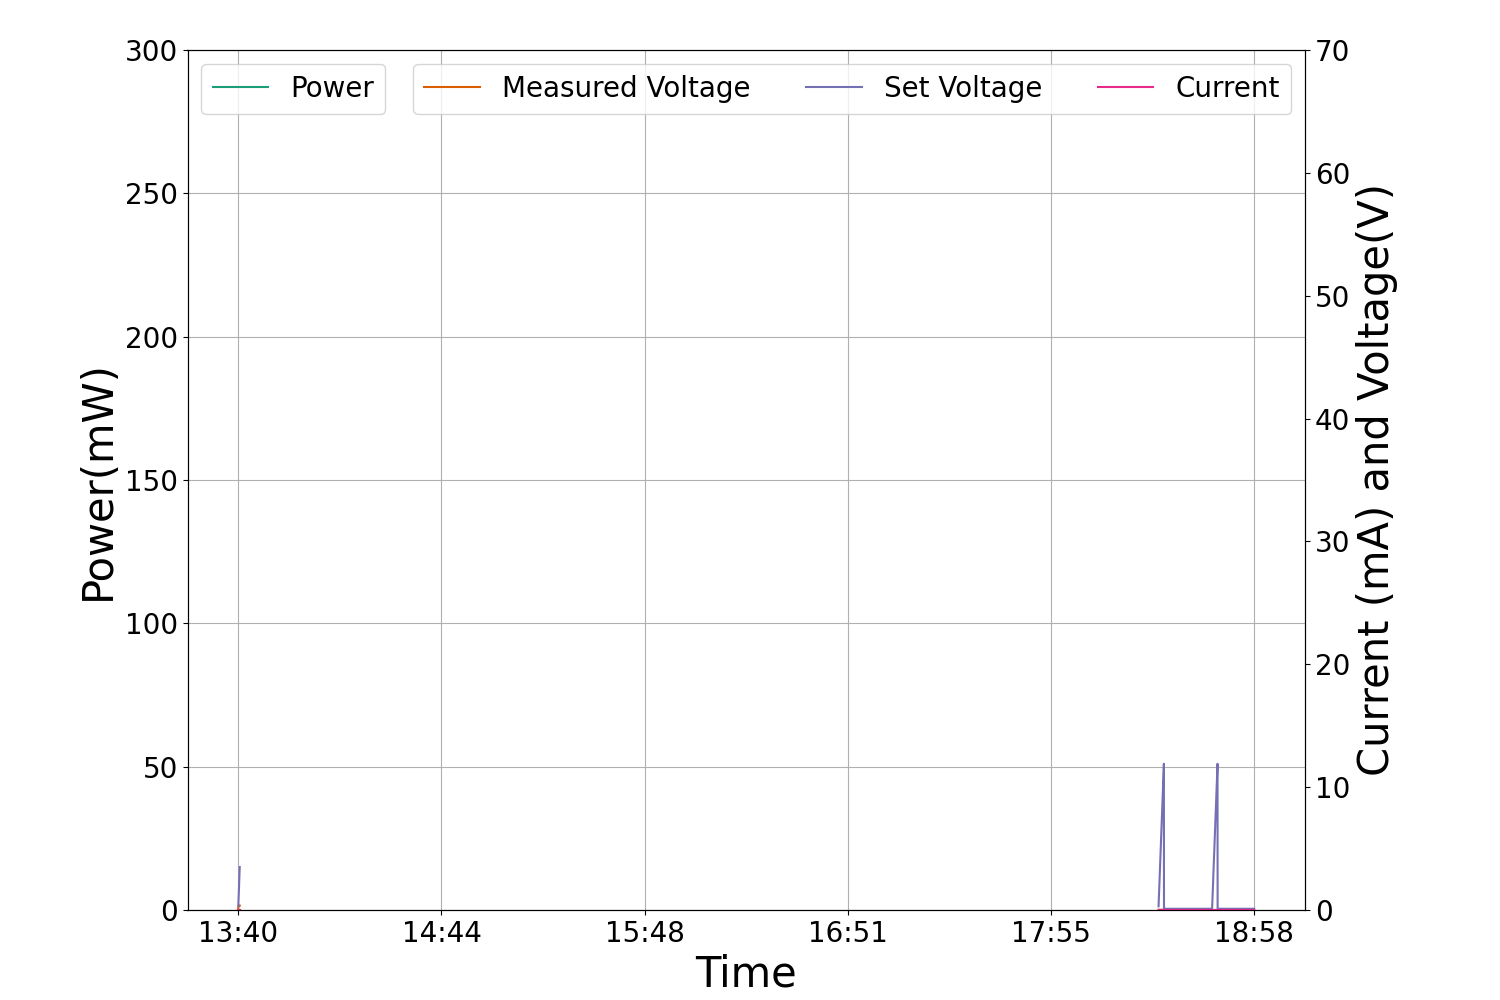 300
250
200
150
100
50
0
Power(mW)
Power
Measured Voltage
Set Voltage
Current
70
60
50
40
30
20
10
0
Current (mA) and Voltage(V)
13:40 14:44 15:48 16:51 17:55 18:58
Time